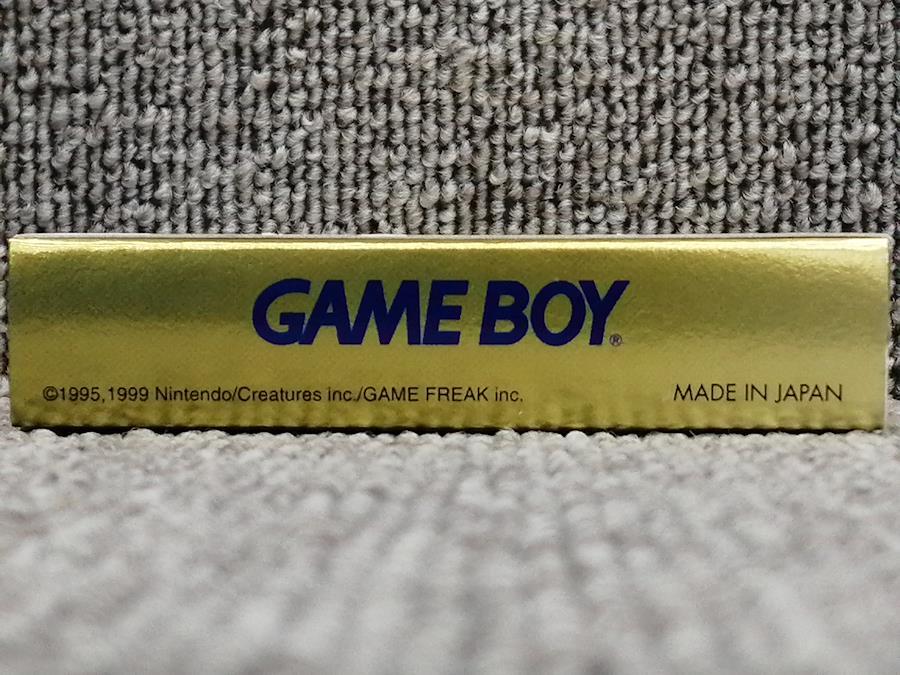 GAME BOY®
©1995,1999 Nintendo/Creatures inc./GAME FREAK inc.
MADE IN JAPAN